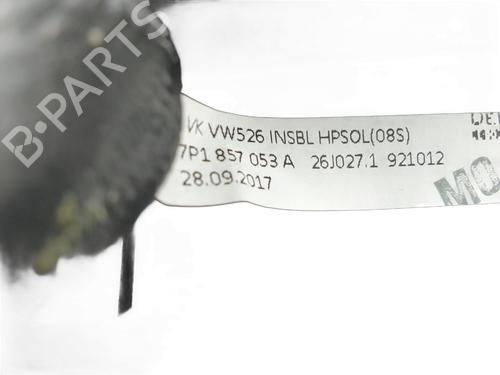 VK VW526 INSBL HPSOL(08S)
7P1 857 053 A 26J027.1 921012
28.09.2017
B-PARTS